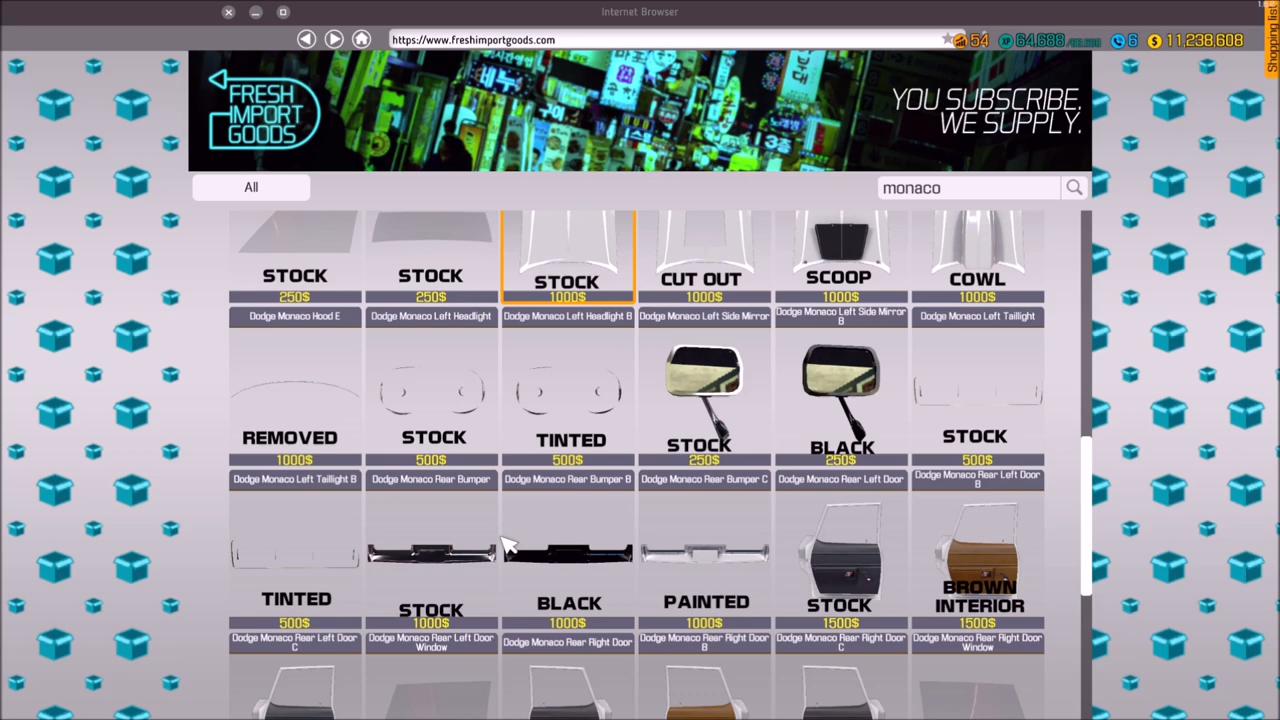 Internet Browser
1.6
Shopping list
https://www.freshimportgoods.com
54
XP 64,688
6
$ 11,238,608
FRESH
IMPORT
GOODS
YOU SUBSCRIBE.
WE SUPPLY.
All
monaco
STOCK STOCK STOCK CUT OUT SCOOP COWL
250$ 250$ 1000$ 1000$ 1000$ 1000$
Dodge Monaco Hood E
Dodge Monaco Left Headlight
Dodge Monaco Left Headlight B
Dodge Monaco Left Side Mirror
Dodge Monaco Left Side Mirror
B
Dodge Monaco Left Taillight
REMOVED STOCK TINTED STOCK BLACK STOCK
1000$ 500$ 500$ 250$ 250$ 500$
Dodge Monaco Left Taillight B
Dodge Monaco Rear Bumper
Dodge Monaco Rear Bumper B
Dodge Monaco Rear Bumper C
Dodge Monaco Rear Left Door
Dodge Monaco Rear Left Door
B
TINTED STOCK BLACK PAINTED STOCK BROWN
INTERIOR
500$ 1000$ 1000$ 1000$ 1500$ 1500$
Dodge Monaco Rear Left Door
C
Dodge Monaco Rear Left Door
Window
Dodge Monaco Rear Right Door
Dodge Monaco Rear Right Door
B
Dodge Monaco Rear Right Door
C
Dodge Monaco Rear Right Door
Window